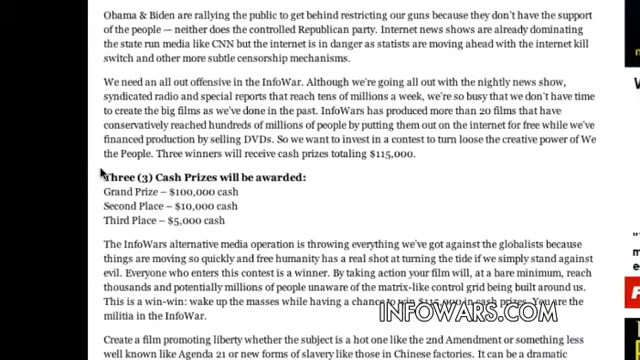 Obama & Biden are rallying the public to get behind restricting our guns because they don't have the support
of the people — neither does the controlled Republican party. Internet news shows are already dominating
the state run media like CNN but the internet is in danger as statists are moving ahead with the internet kill
switch and other more subtle censorship mechanisms.
We need an all out offensive in the InfoWar. Although we're going all out with the nightly news show,
syndicated radio and special reports that reach tens of millions a week, we're so busy that we don't have time
to create the big films as we've done in the past. InfoWars has produced more than 20 films that have
conservatively reached hundreds of millions of people by putting them out on the internet for free while we've
financed production by selling DVDs. So we want to invest in a contest to turn loose the creative power of We
the People. Three winners will receive cash prizes totaling $115,000.
Three (3) Cash Prizes will be awarded:
Grand Prize – $100,000 cash
Second Place – $10,000 cash
Third Place – $5,000 cash
The InfoWars alternative media operation is throwing everything we've got against the globalists because
things are moving so quickly and free humanity has a real shot at turning the tide if we simply stand against
evil. Everyone who enters this contest is a winner. By taking action your film will, at a bare minimum, reach
thousands and potentially millions of people unaware of the matrix-like control grid being built around us.
This is a win-win: wake up the masses while having a chance to win $115,000 in cash prizes. You are the
militia in the InfoWar.
INFOWARS.COM
Create a film promoting liberty whether the subject is a hot one like the 2nd Amendment or something less
well known like Agenda 21 or new forms of slavery like those in Chinese factories. It can be a dramatic